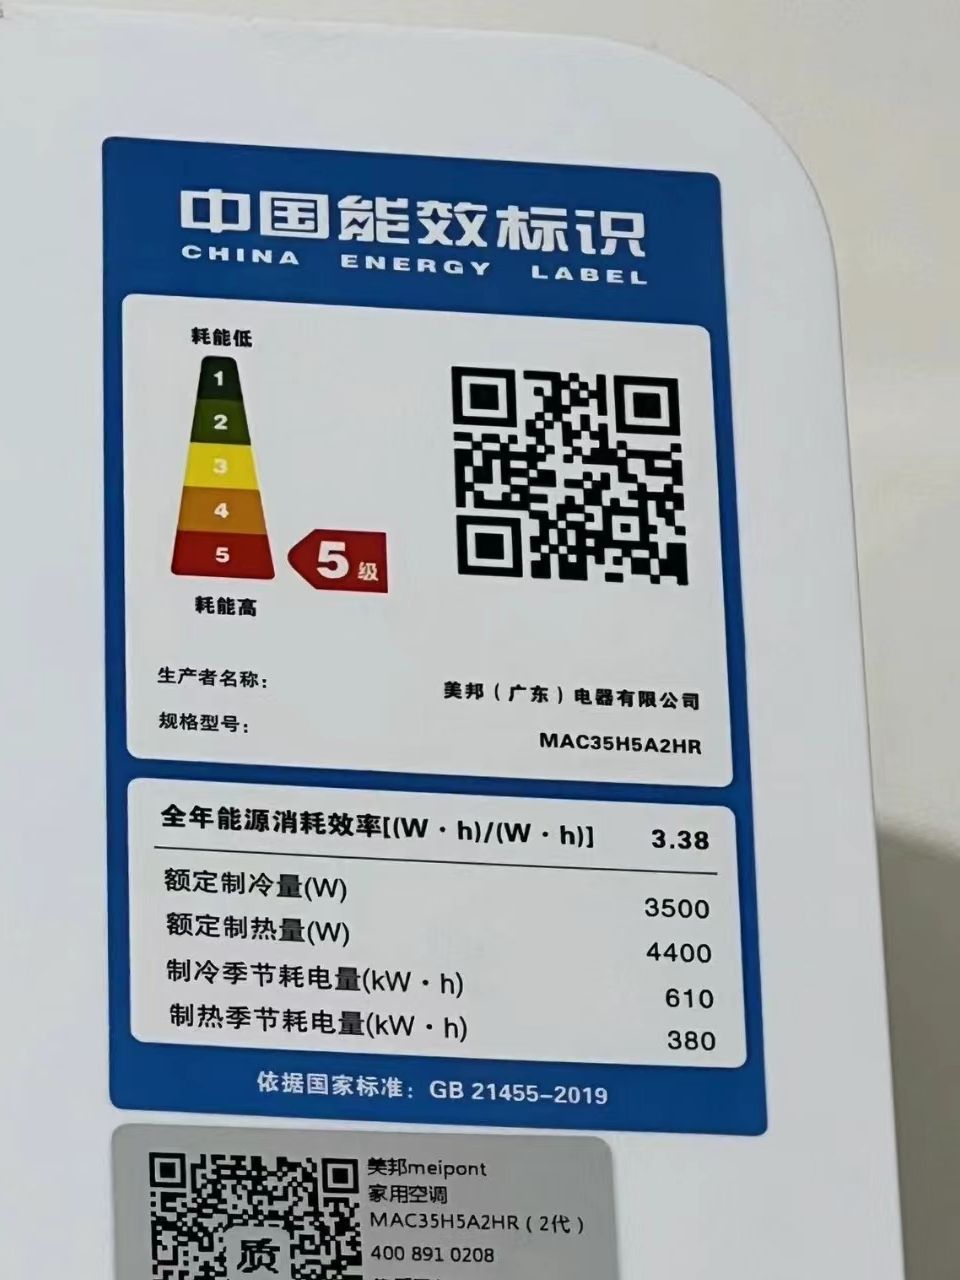 中国能效标识
CHINA ENERGY LABEL
耗能低
1
2
3
4
5
5级
耗能高
生产者名称： 美邦（广东）电器有限公司
规格型号： MAC35H5A2HR
全年能源消耗效率[(W·h)/(W·h)] 3.38
额定制冷量(W) 3500
额定制热量(W) 4400
制冷季节耗电量(kW·h) 610
制热季节耗电量(kW·h) 380
依据国家标准：GB 21455-2019
美邦meipont
家用空调
MAC35H5A2HR（2代）
400 891 0208
质